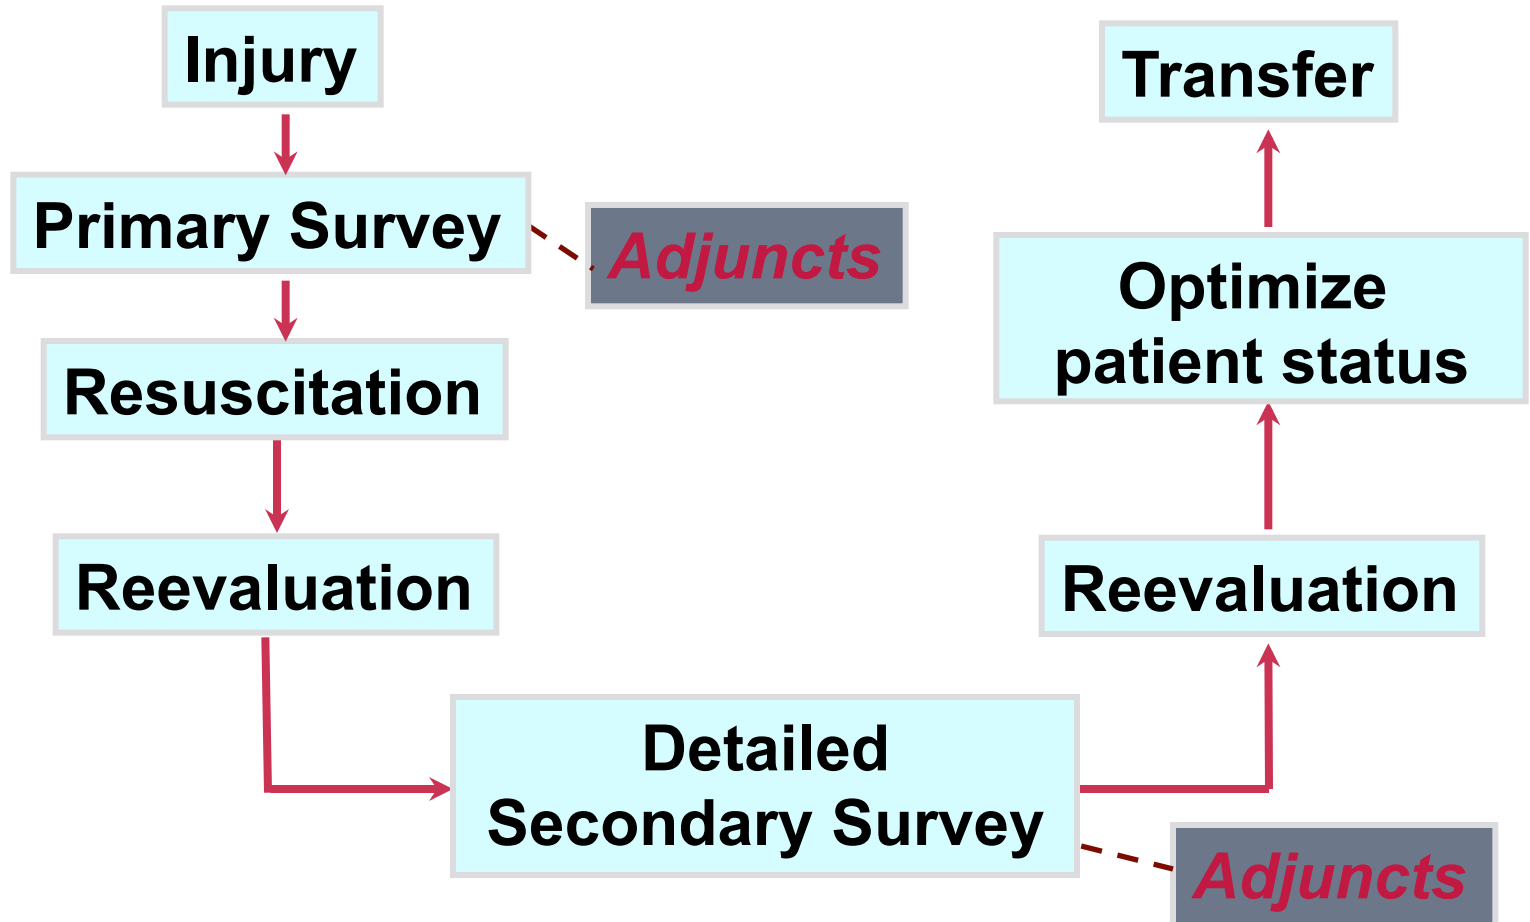 Injury
Primary Survey
Adjuncts
Resuscitation
Reevaluation
Detailed
Secondary Survey
Adjuncts
Reevaluation
Optimize
patient status
Transfer